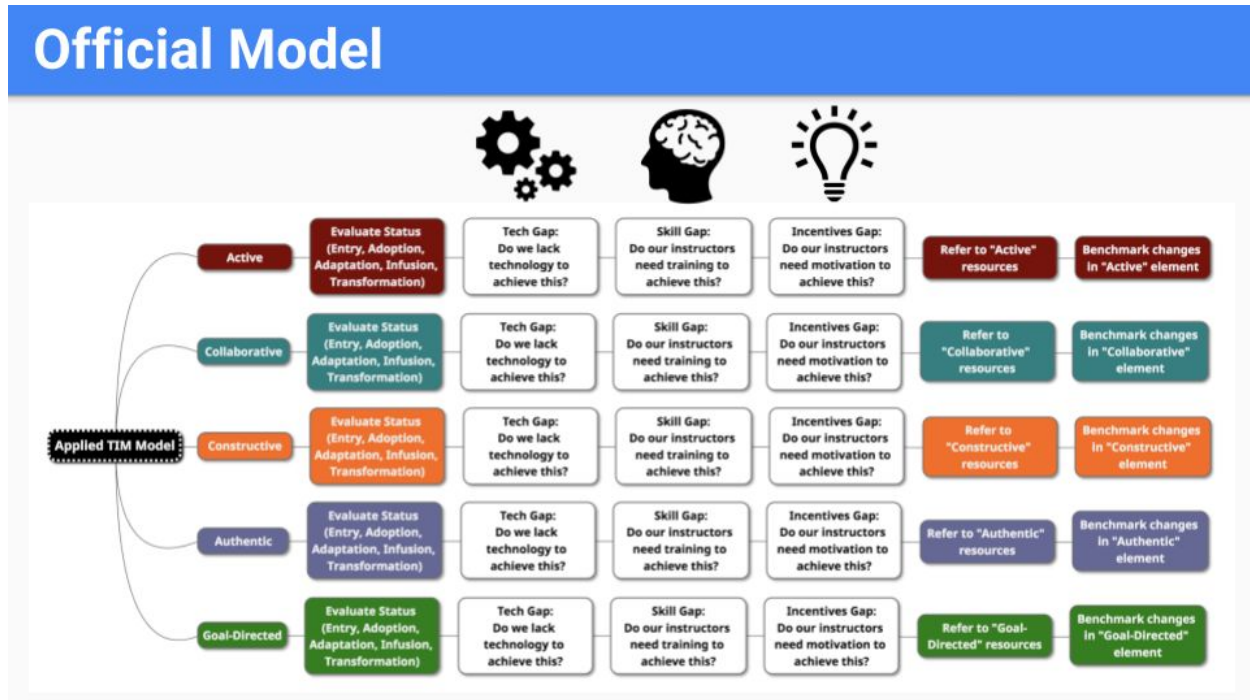 Official Model
Active
Evaluate Status
(Entry, Adoption,
Adaptation, Infusion,
Transformation)
Tech Gap:
Do we lack
technology to
achieve this?
Skill Gap:
Do our instructors
need training to
achieve this?
Incentives Gap:
Do our instructors
need motivation to
achieve this?
Refer to "Active"
resources
Benchmark changes
in "Active" element
Collaborative
Evaluate Status
(Entry, Adoption,
Adaptation, Infusion,
Transformation)
Tech Gap:
Do we lack
technology to
achieve this?
Skill Gap:
Do our instructors
need training to
achieve this?
Incentives Gap:
Do our instructors
need motivation to
achieve this?
Refer to
"Collaborative"
resources
Benchmark changes
in "Collaborative"
element
Applied TIM Model
Constructive
Evaluate Status
(Entry, Adoption,
Adaptation, Infusion,
Transformation)
Tech Gap:
Do we lack
technology to
achieve this?
Skill Gap:
Do our instructors
need training to
achieve this?
Incentives Gap:
Do our instructors
need motivation to
achieve this?
Refer to
"Constructive"
resources
Benchmark changes
in "Constructive"
element
Authentic
Evaluate Status
(Entry, Adoption,
Adaptation, Infusion,
Transformation)
Tech Gap:
Do we lack
technology to
achieve this?
Skill Gap:
Do our instructors
need training to
achieve this?
Incentives Gap:
Do our instructors
need motivation to
achieve this?
Refer to "Authentic"
resources
Benchmark changes
in "Authentic"
element
Goal-Directed
Evaluate Status
(Entry, Adoption,
Adaptation, Infusion,
Transformation)
Tech Gap:
Do we lack
technology to
achieve this?
Skill Gap:
Do our instructors
need training to
achieve this?
Incentives Gap:
Do our instructors
need motivation to
achieve this?
Refer to "Goal-
Directed" resources
Benchmark changes
in "Goal-Directed"
element